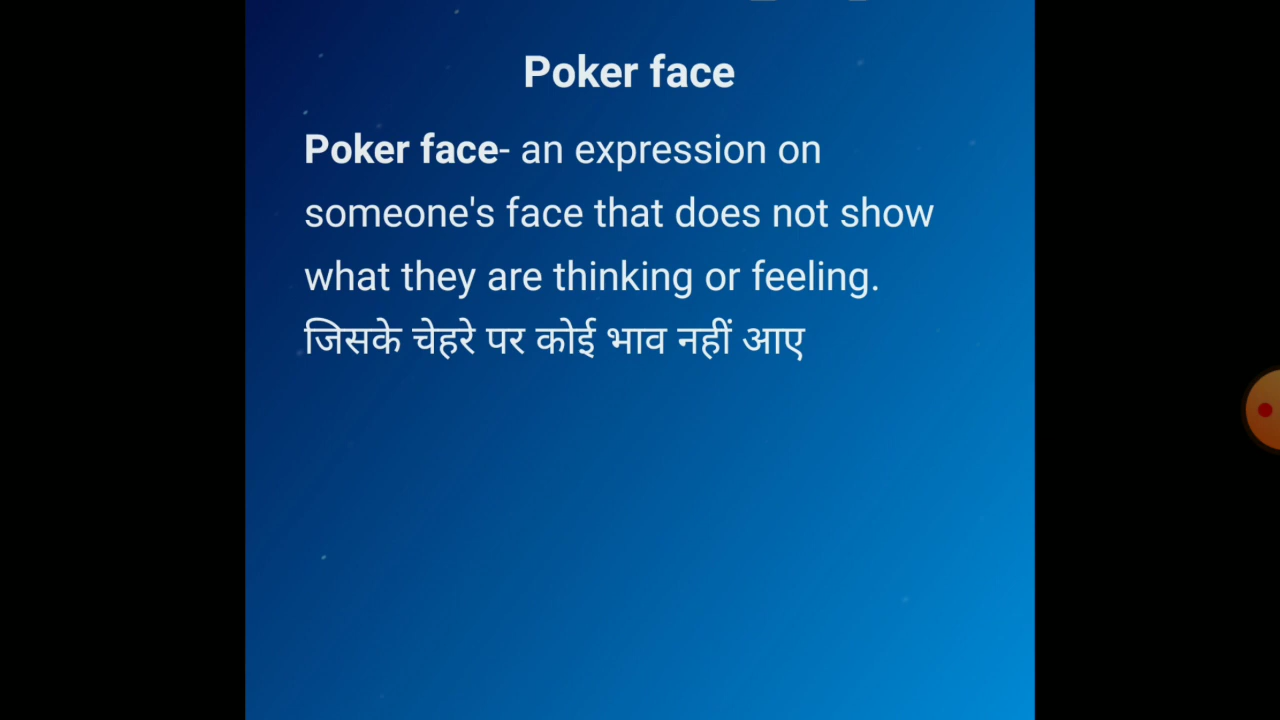 Poker face
Poker face- an expression on
someone's face that does not show
what they are thinking or feeling.
जिसके चेहरे पर कोई भाव नहीं आए